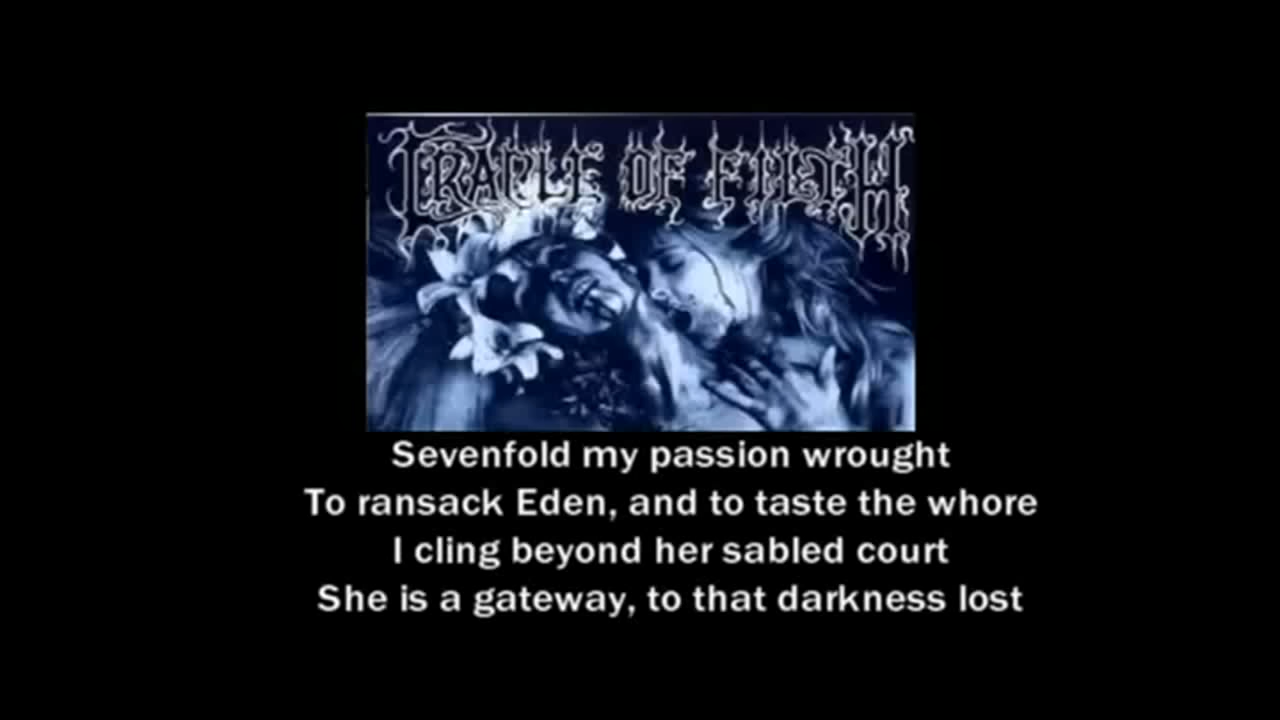 CRADLE OF FILTH
Sevenfold my passion wrought
To ransack Eden, and to taste the whore
I cling beyond her sabled court
She is a gateway, to that darkness lost